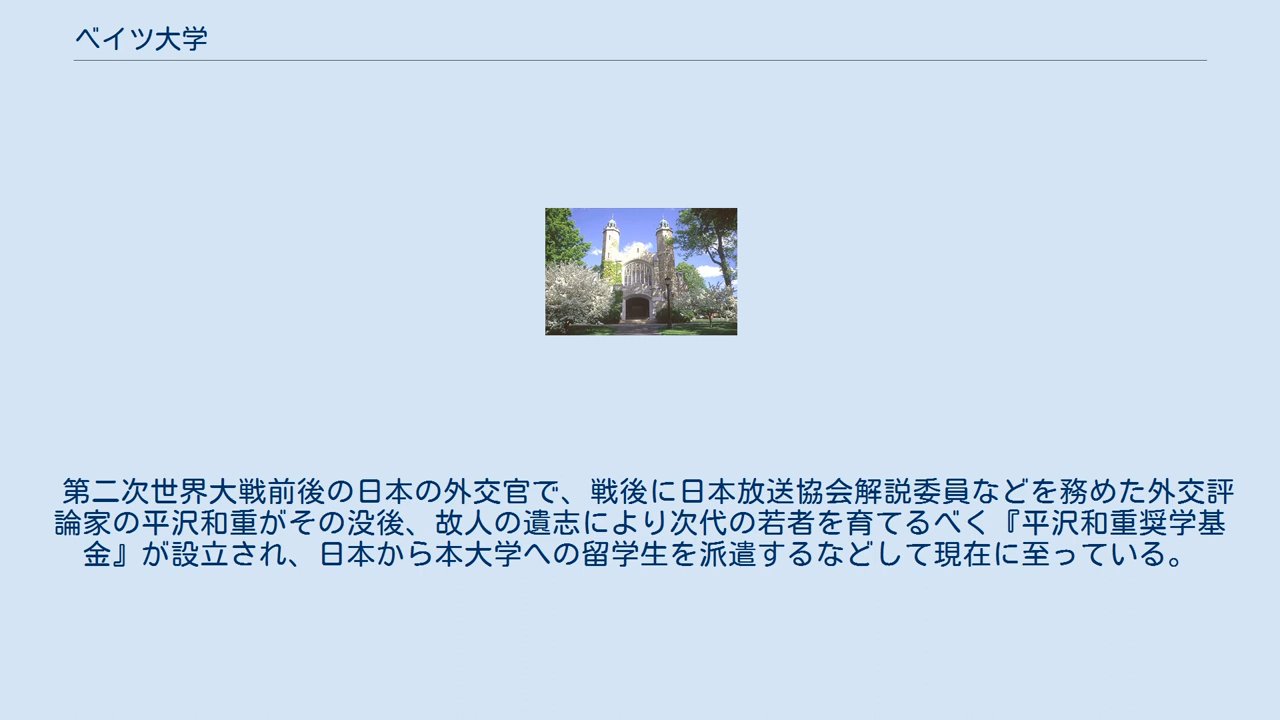 ベイツ大学
第二次世界大戦前後の日本の外交官で、戦後に日本放送協会解説委員などを務めた外交評
論家の平沢和重がその没後、故人の遺志により次代の若者を育てるべく『平沢和重奨学基
金』が設立され、日本から本大学への留学生を派遣するなどして現在に至っている。